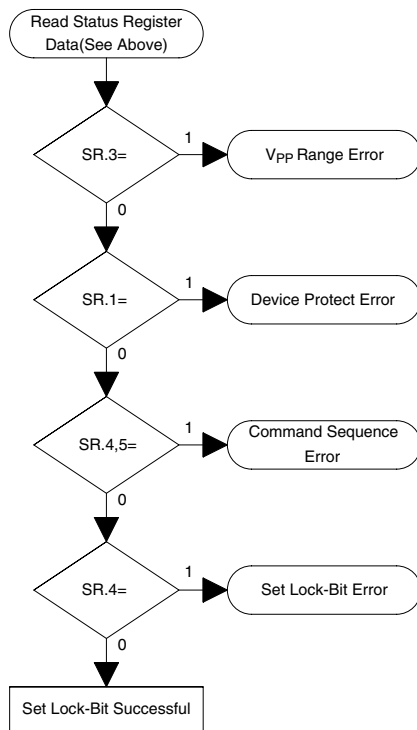 Read Status Register
Data(See Above)
SR.3=
1
VPP Range Error
0
SR.1=
1
Device Protect Error
0
SR.4,5=
1
Command Sequence
Error
0
SR.4=
1
Set Lock-Bit Error
0
Set Lock-Bit Successful